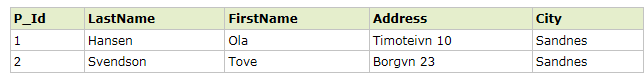 P_Id LastName FirstName Address City
1 Hansen Ola Timoteivn 10 Sandnes
2 Svendson Tove Borgvn 23 Sandnes